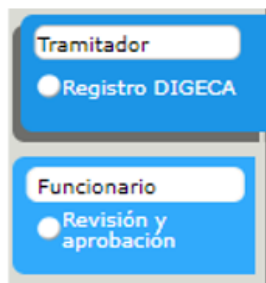 Tramitador
Registro DIGECA
Funcionario
Revisión y
aprobación